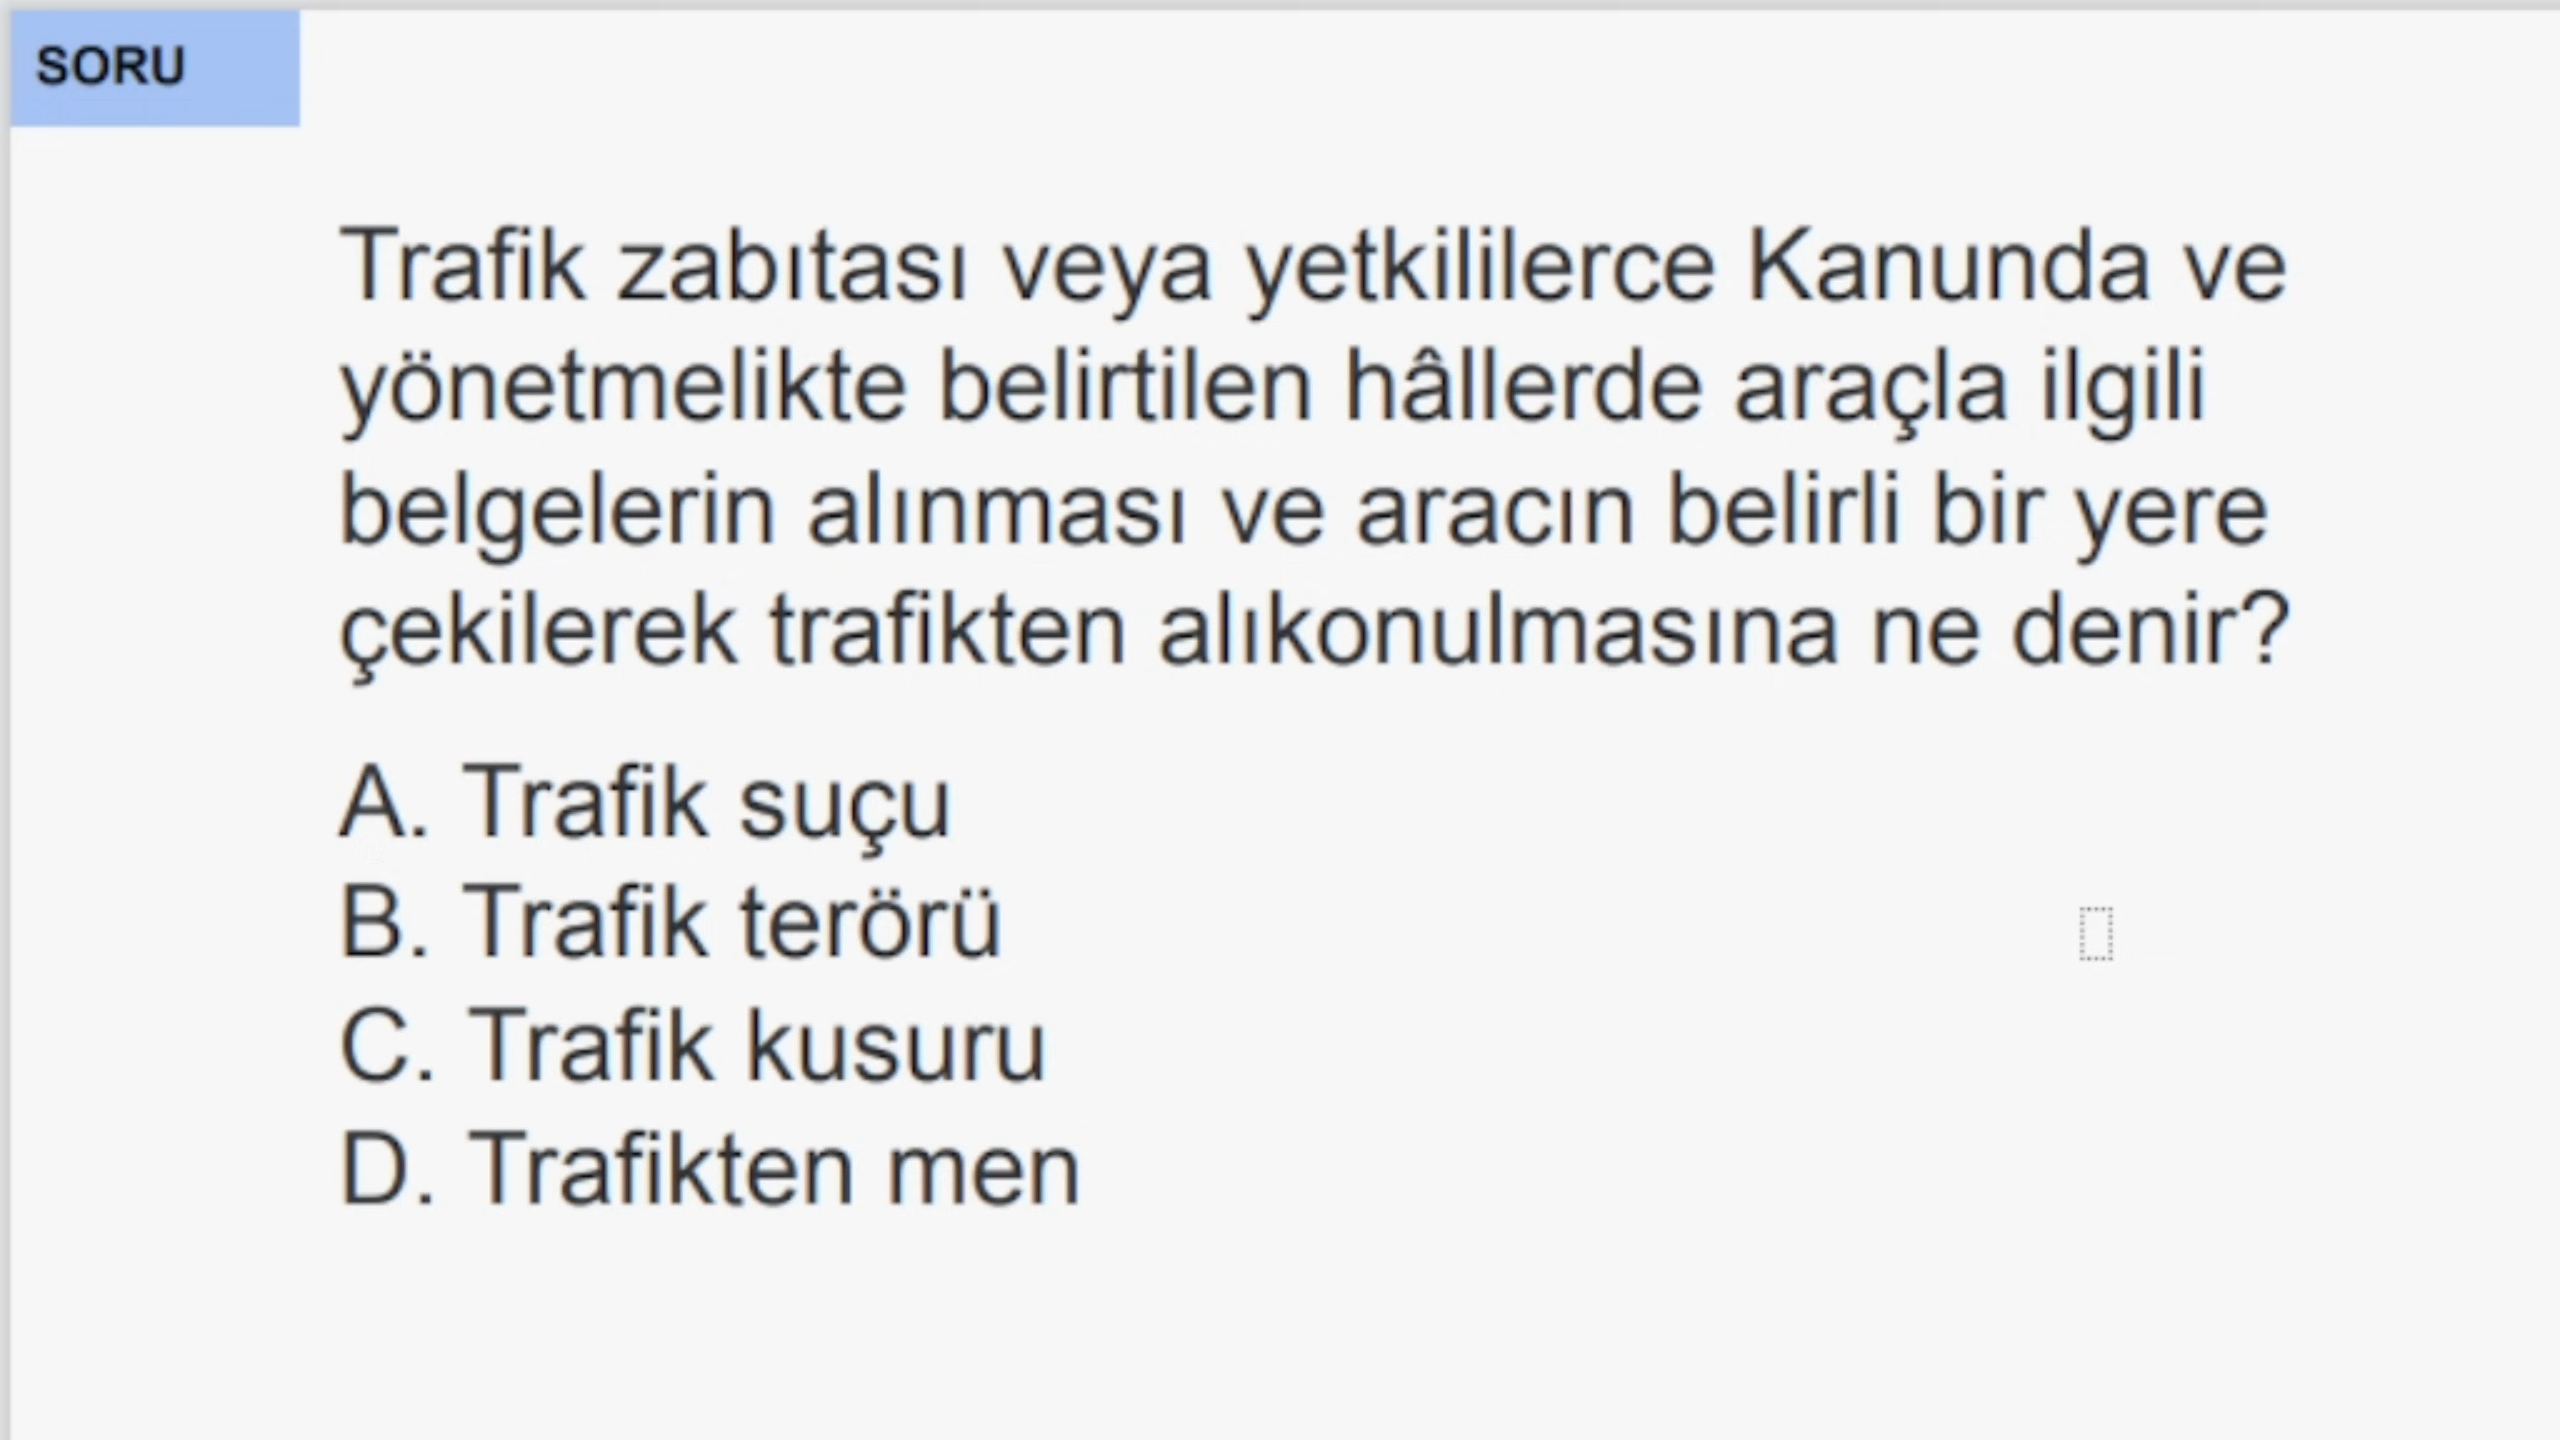 SORU
Trafik zabıtası veya yetkililerce Kanunda ve
yönetmelikte belirtilen hâllerde araçla ilgili
belgelerin alınması ve aracın belirli bir yere
çekilerek trafikten alıkonulmasına ne denir?
A. Trafik suçu
B. Trafik terörü
C. Trafik kusuru
D. Trafikten men